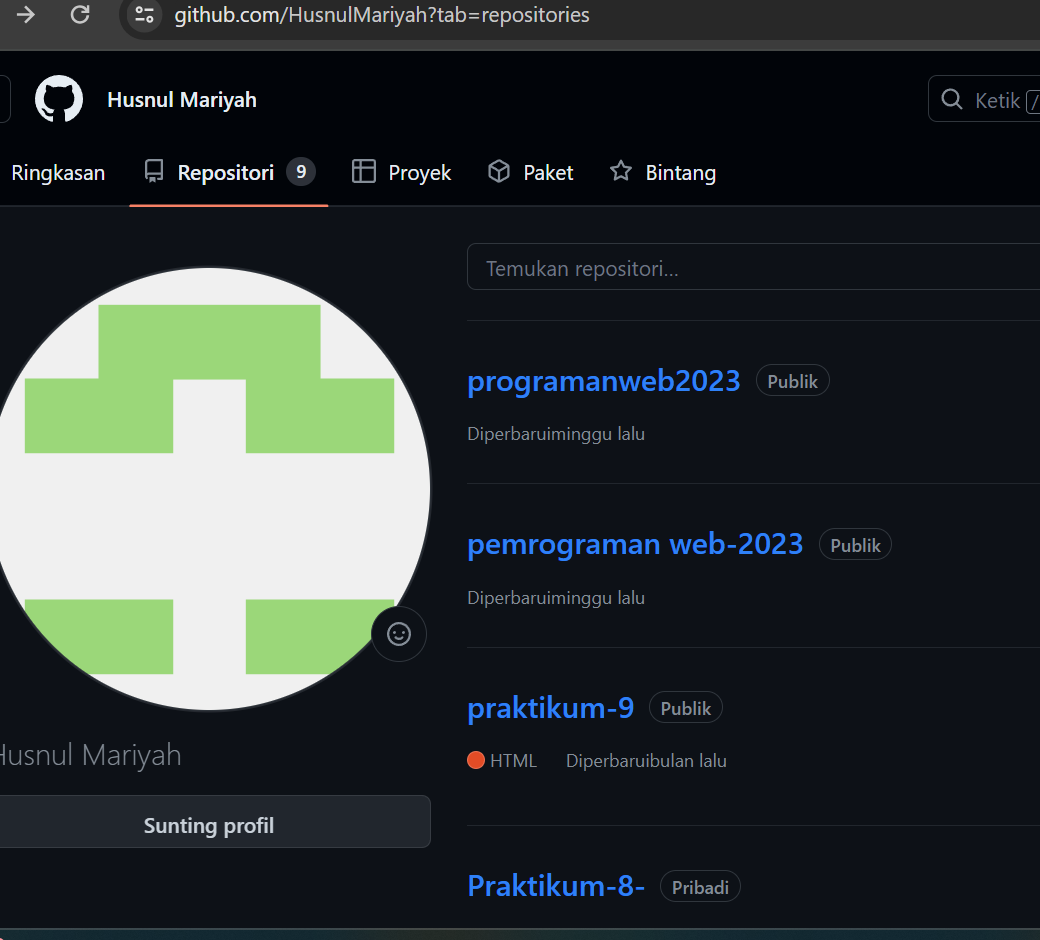 github.com/HusnulMariyah?tab=repositories
Husnul Mariyah
Ketik /
Ringkasan
Repositori 9
Proyek
Paket
Bintang
Temukan repositori...
programanweb2023 Publik
Diperbaruiminggu lalu
pemrograman web-2023 Publik
Diperbaruiminggu lalu
praktikum-9 Publik
HTML Diperbaruibulan lalu
Praktikum-8- Pribadi
Husnul Mariyah
Sunting profil